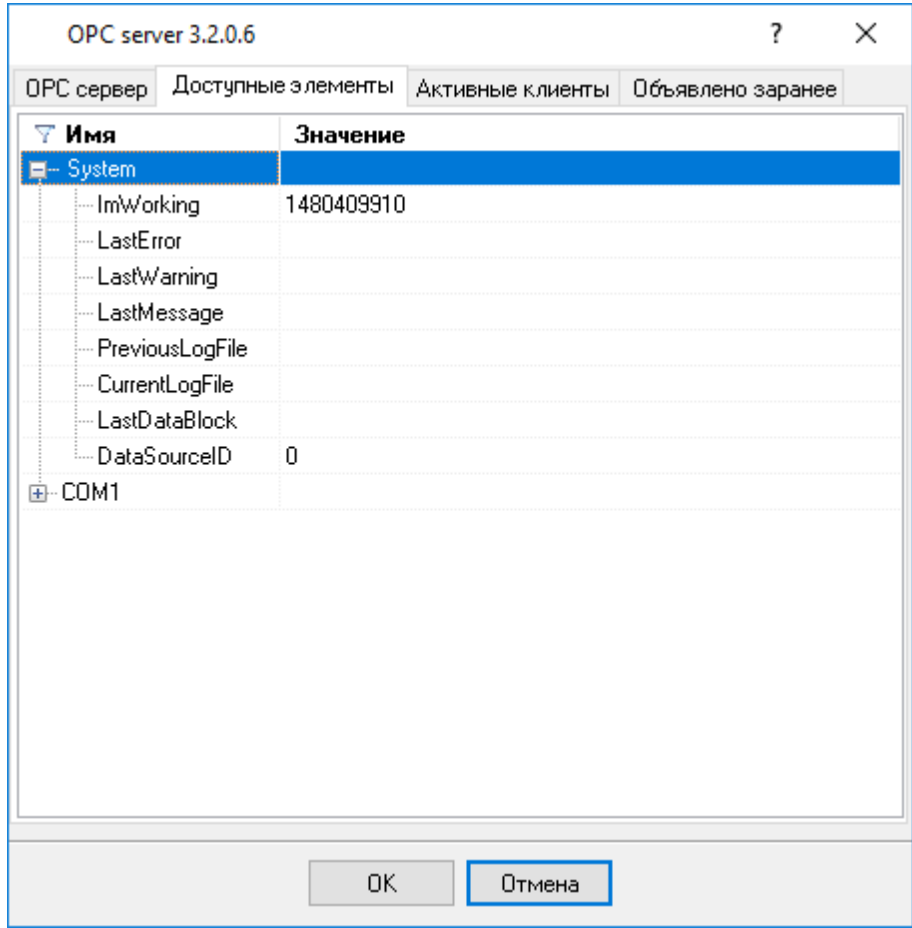 OPC server 3.2.0.6 ?
OPC сервер Доступные элементы Активные клиенты Объявлено заранее
Имя Значение
System
ImWorking 1480409910
LastError
LastWarning
LastMessage
PreviousLogFile
CurrentLogFile
LastDataBlock
DataSourceID 0
COM1
OK Отмена